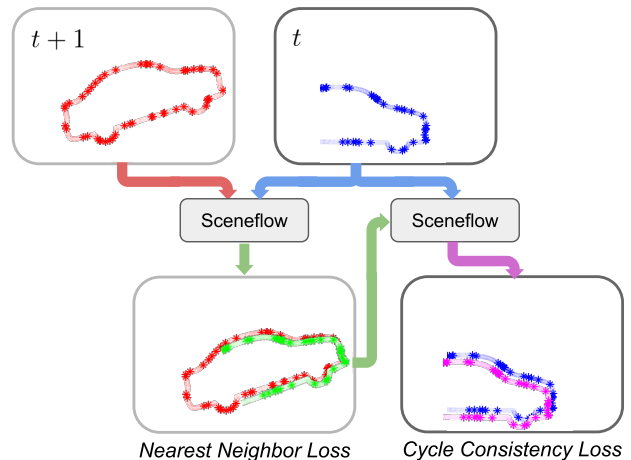 t + 1
t
Sceneflow
Sceneflow
Nearest Neighbor Loss
Cycle Consistency Loss